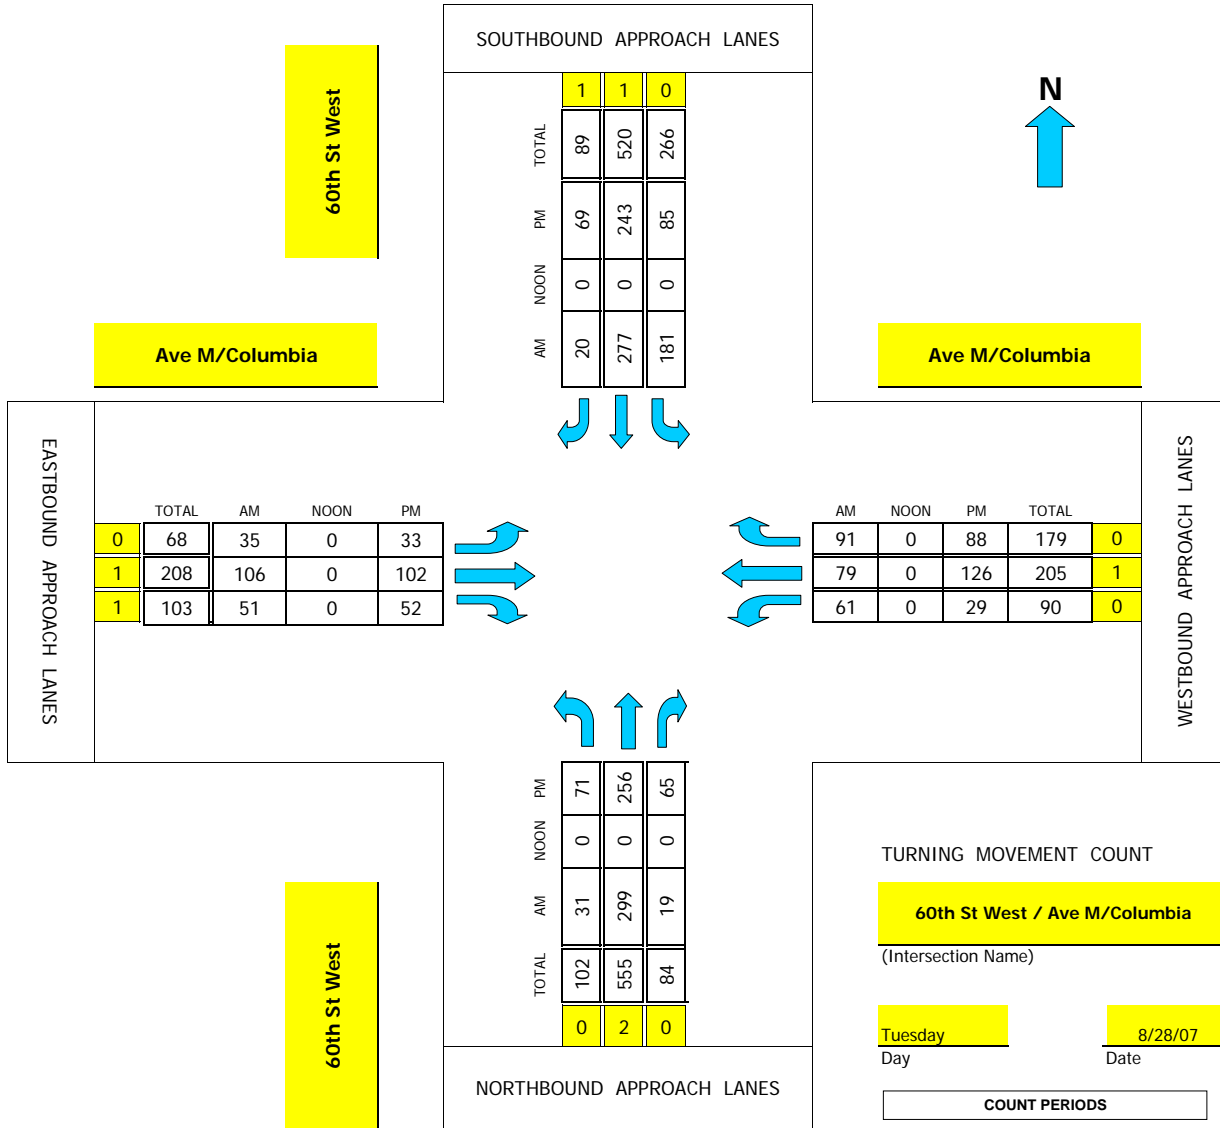 SOUTHBOUND APPROACH LANES
1 1 0
TOTAL 89 520 266
PM 69 243 85
NOON 0 0 0
AM 20 277 181
60th St West
N
Ave M/Columbia
Ave M/Columbia
EASTBOUND APPROACH LANES
TOTAL AM NOON PM
0 68 35 0 33
1 208 106 0 102
1 103 51 0 52
AM NOON PM TOTAL
91 0 88 179 0
79 0 126 205 1
61 0 29 90 0
WESTBOUND APPROACH LANES
PM 71 256 65
NOON 0 0 0
AM 31 299 19
TOTAL 102 555 84
0 2 0
NORTHBOUND APPROACH LANES
60th St West
TURNING MOVEMENT COUNT
60th St West / Ave M/Columbia
(Intersection Name)
Tuesday 8/28/07
Day Date
COUNT PERIODS